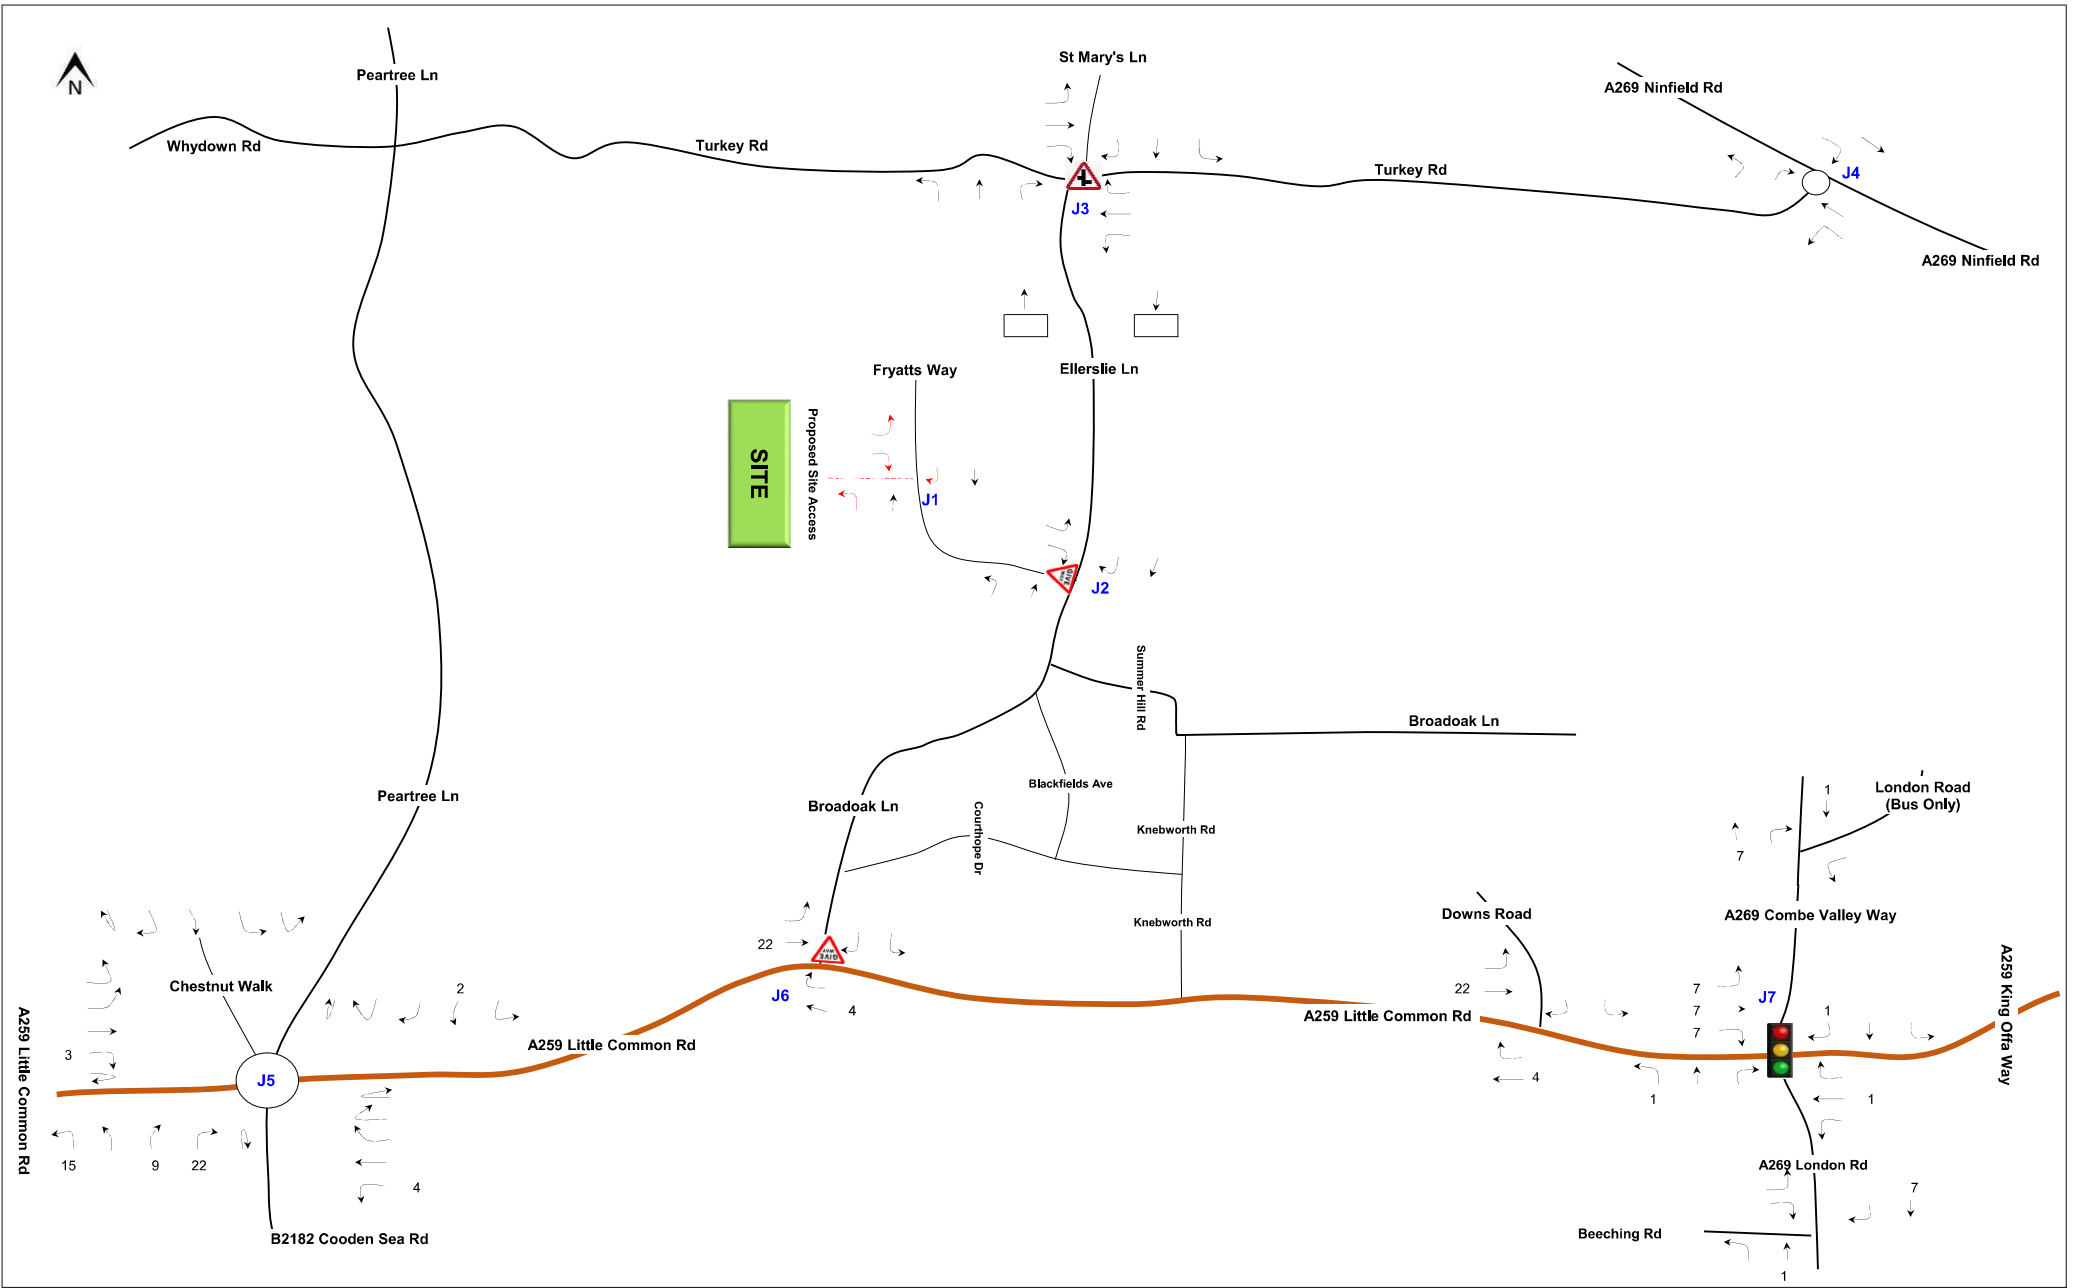 St Mary's Ln
Peartree Ln
A269 Ninfield Rd
N
Whydown Rd
Turkey Rd
Turkey Rd
J4
J3
A269 Ninfield Rd
Fryatts Way
Ellerslie Ln
SITE
Proposed Site Access
J1
GIVE
WAY
J2
Summer Hill Rd
Broadoak Ln
Blackfields Ave
Peartree Ln
Broadoak Ln
Courthope Dr
Knebworth Rd
London Road
(Bus Only)
1
7
Knebworth Rd
Downs Road
A269 Combe Valley Way
22
GIVE
WAY
Chestnut Walk
2
J6
4
22
7
7
7
J7
1
A259 King Offa Way
A259 Little Common Rd
A259 Little Common Rd
A259 Little Common Rd
3
J5
4
1
1
15
9
22
4
A269 London Rd
7
Beeching Rd
B2182 Cooden Sea Rd
1